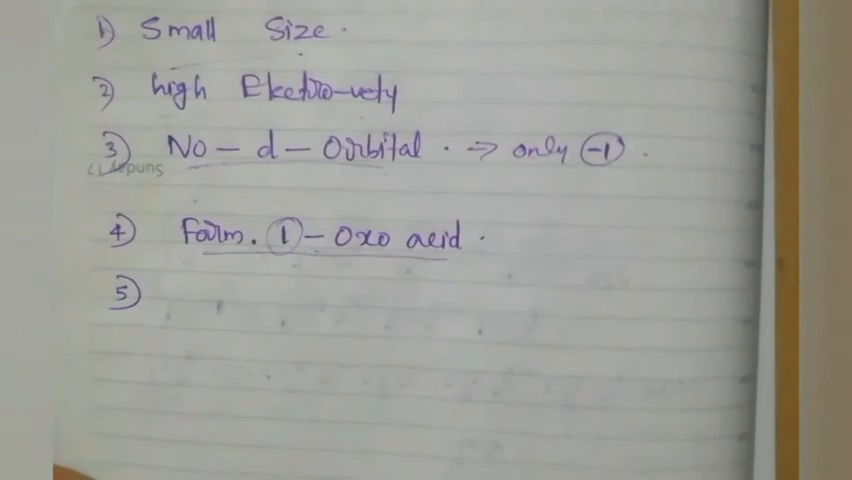 1) Small Size.
2) high Electro-vety
3) No - d - Orbital . ⇒ only -1 .
4) Form. 1 - Oxo acid .
5)